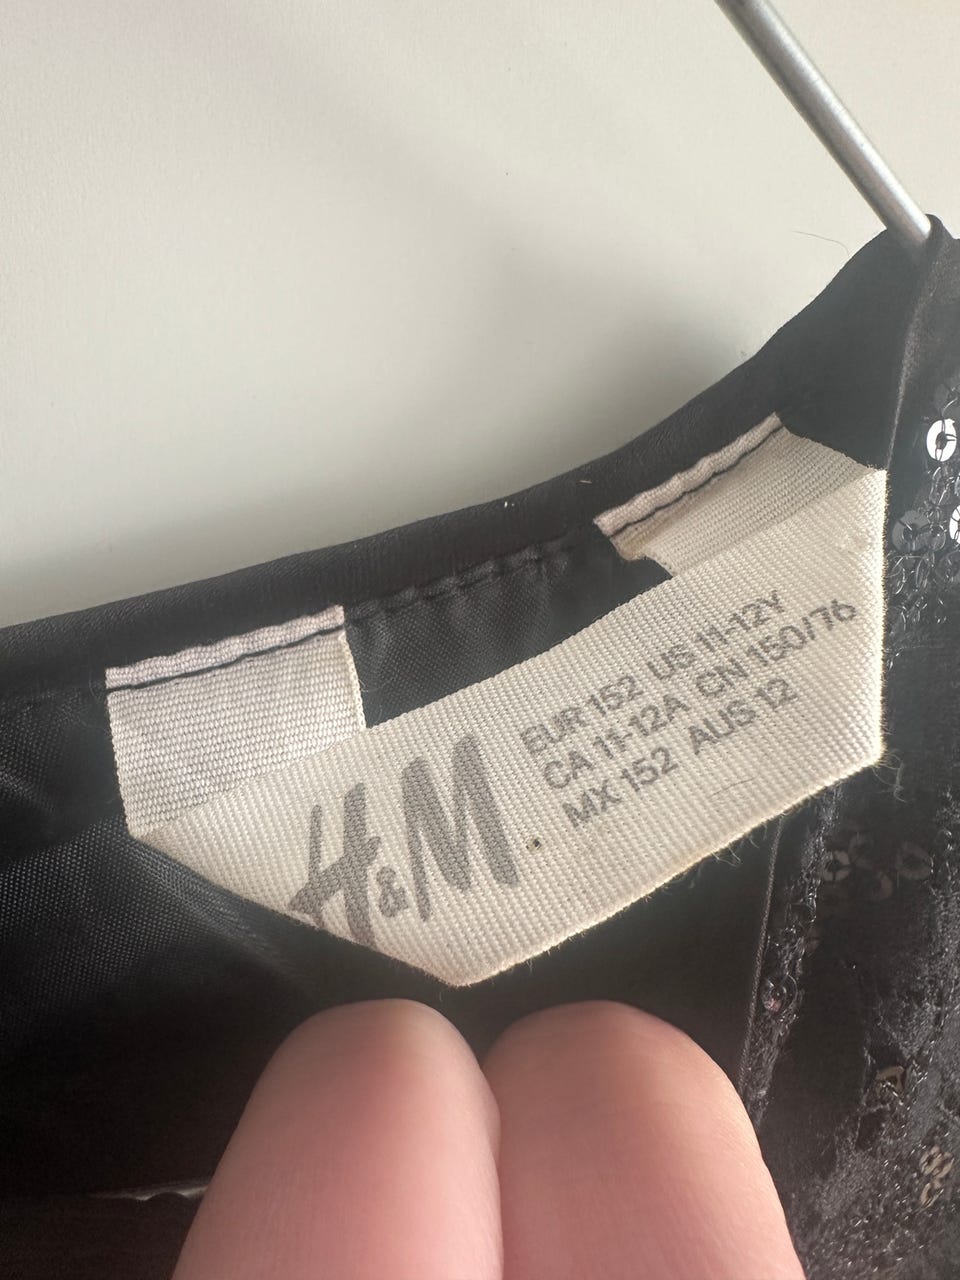 H&M
EUR 152 US 11-12Y
CA 11-12A CN 150/76
MX 152 AUS 12